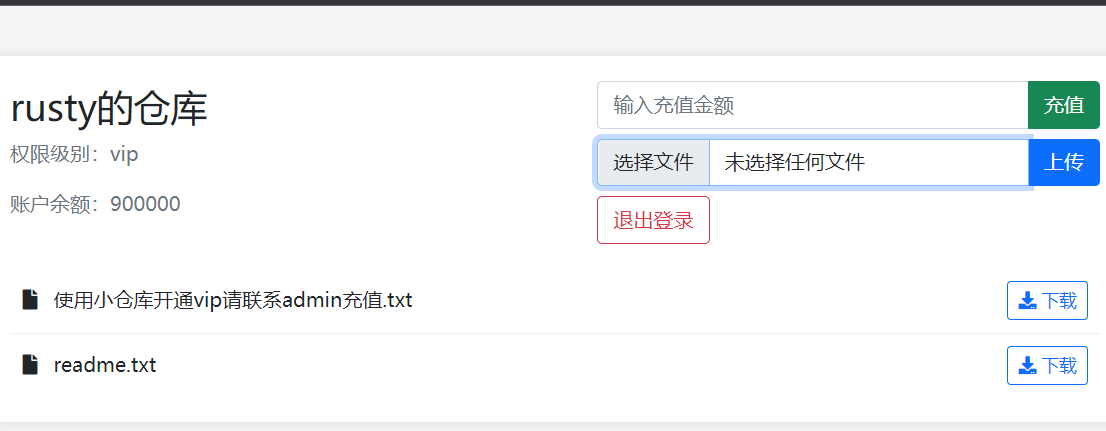 rusty的仓库
权限级别：vip
账户余额：900000
输入充值金额 充值
选择文件 未选择任何文件 上传
退出登录
使用小仓库开通vip请联系admin充值.txt 下载
readme.txt 下载